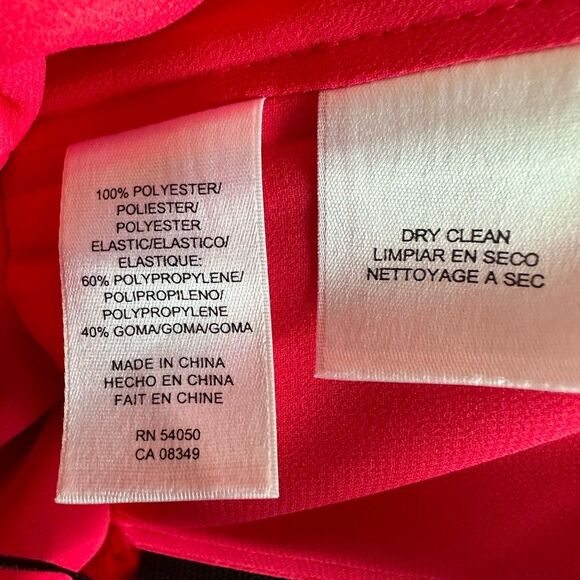 100% POLYESTER/
POLIESTER/
POLYESTER
ELASTIC/ELASTICO/
ELASTIQUE:
60% POLYPROPYLENE/
POLIPROPILENO/
POLYPROPYLENE
40% GOMA/GOMA/GOMA
MADE IN CHINA
HECHO EN CHINA
FAIT EN CHINE
RN 54050
CA 08349
DRY CLEAN
LIMPIAR EN SECO
NETTOYAGE A SEC